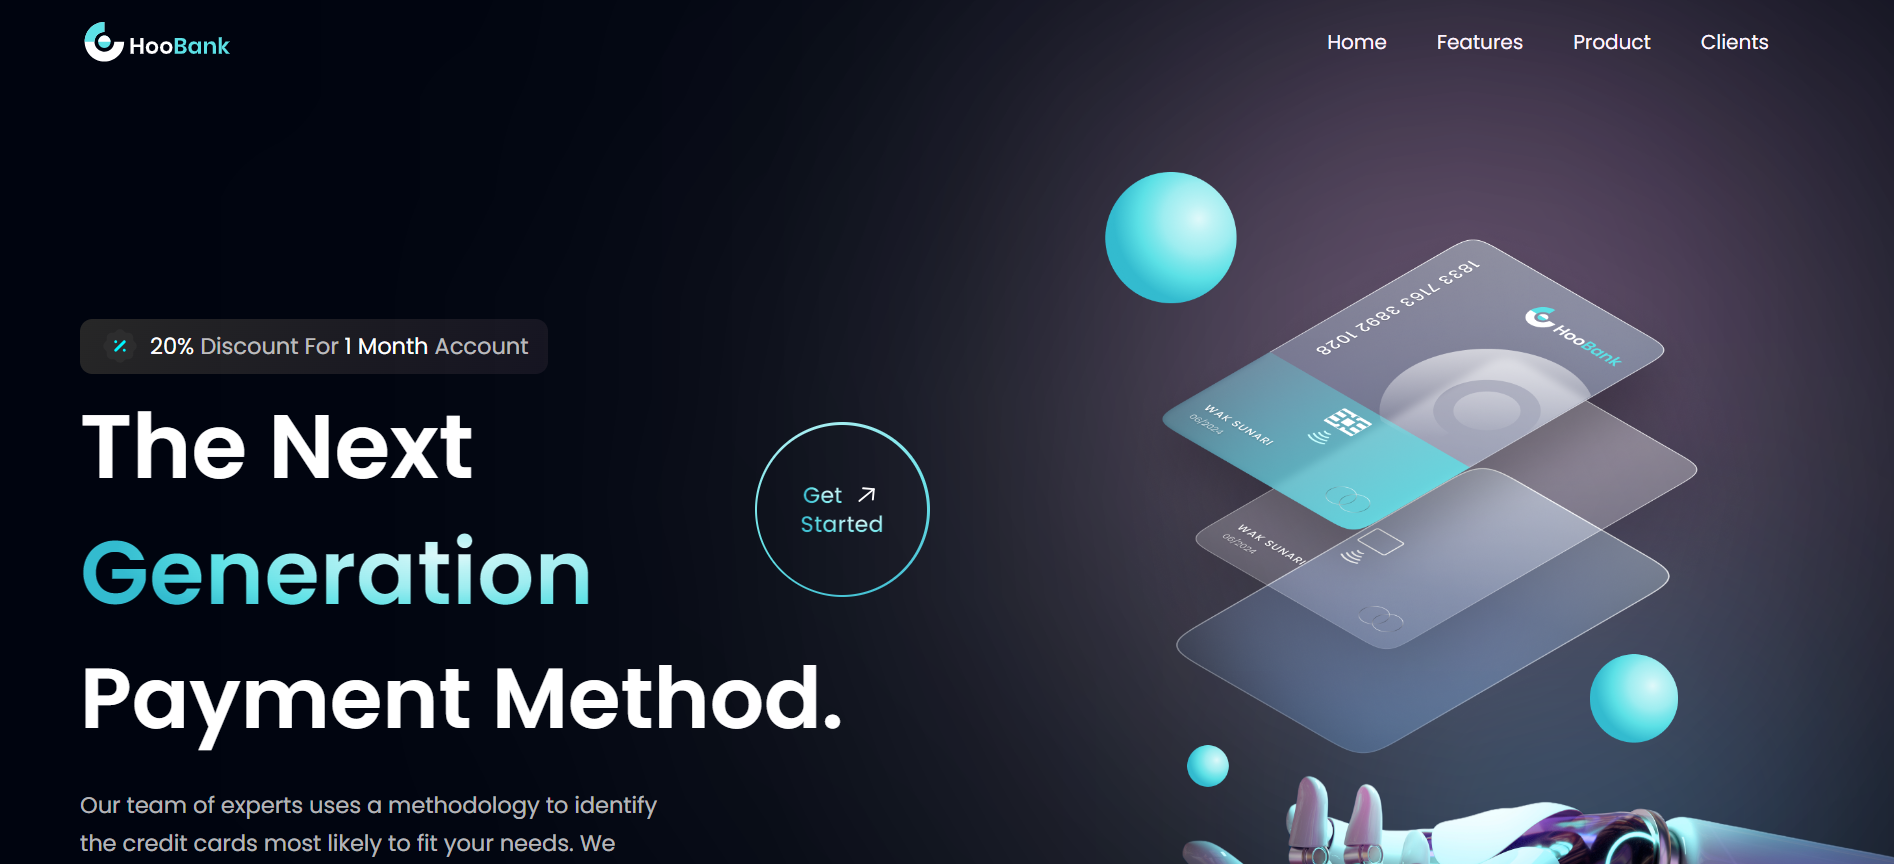 HooBank
Home
Features
Product
Clients
20% Discount For 1 Month Account
The Next
Generation
Payment Method.
Get
Started
Our team of experts uses a methodology to identify
the credit cards most likely to fit your needs. We
1833 7163 3892 1028
HooBank
WAK SUNARI
06/2024
WAK SUNARI
06/2024